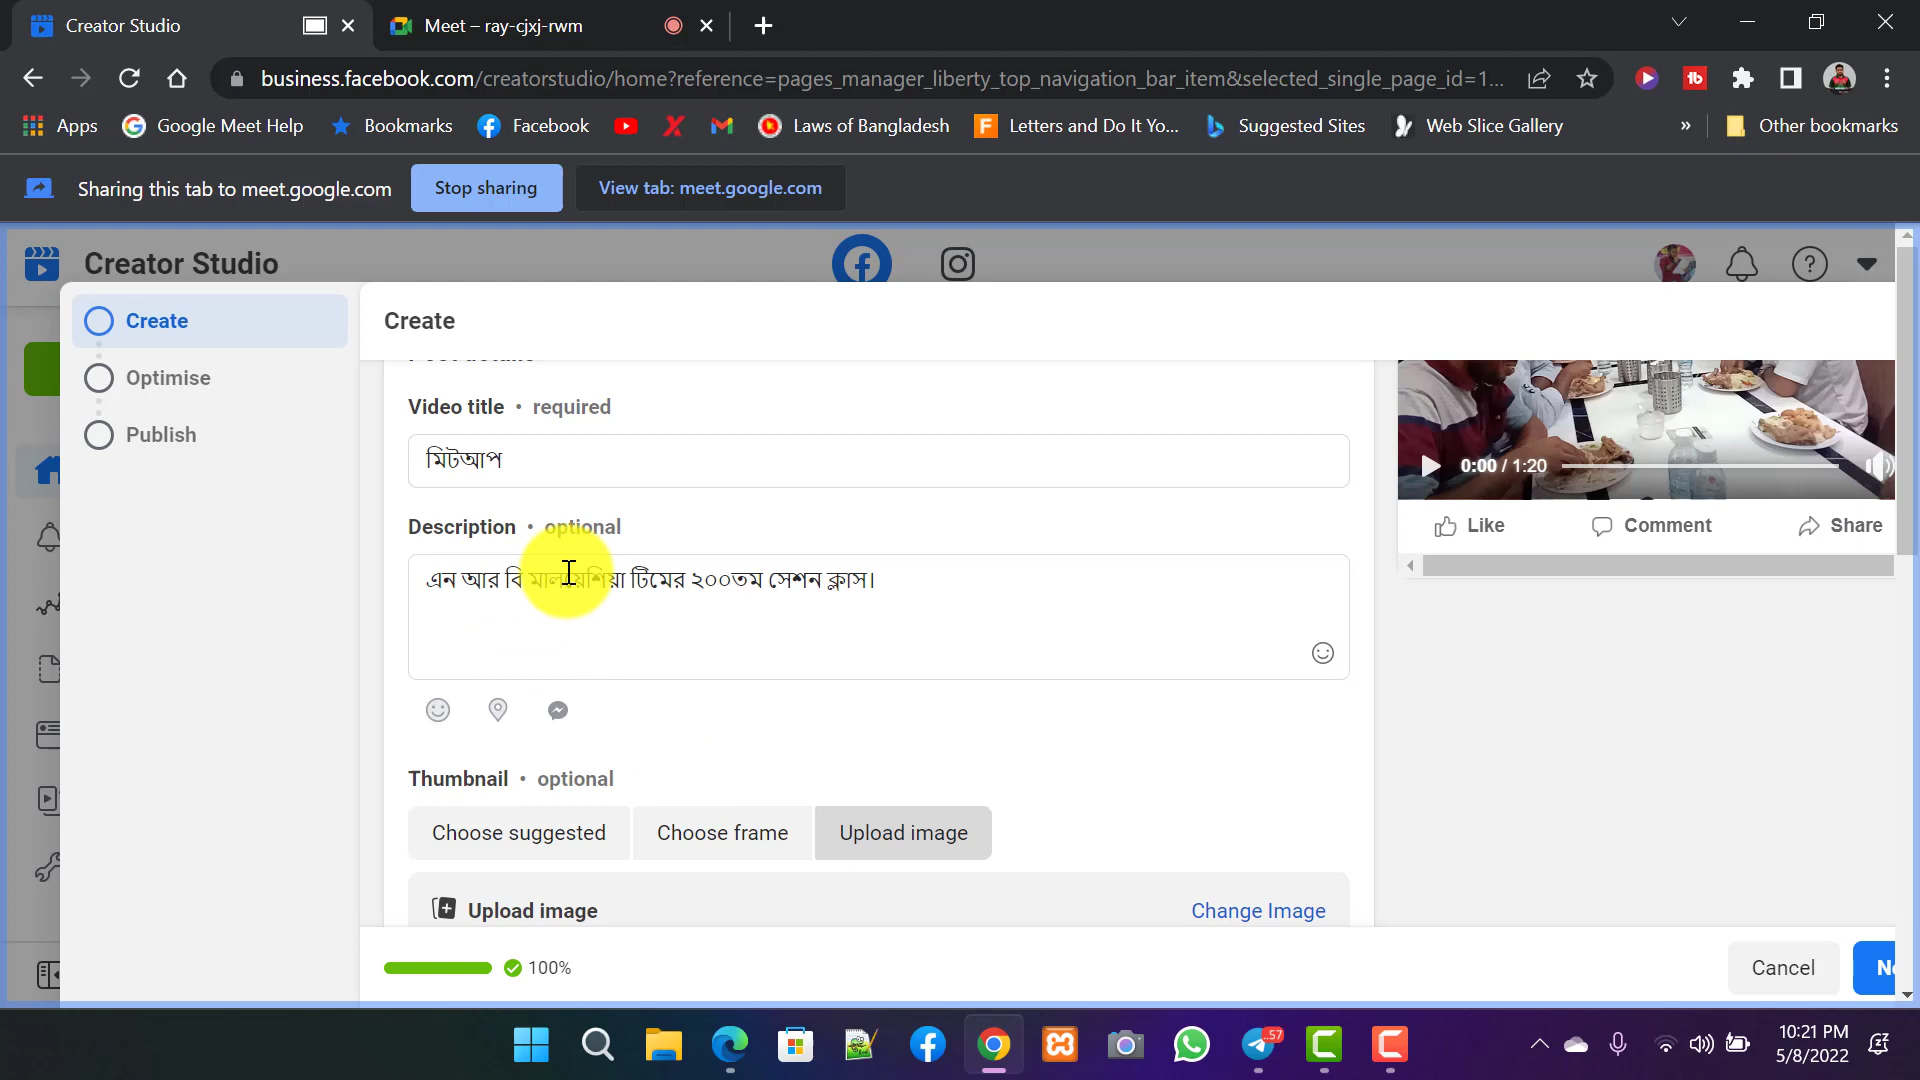 Creator Studio
Meet – ray-cjxj-rwm
business.facebook.com/creatorstudio/home?reference=pages_manager_liberty_top_navigation_bar_item&selected_single_page_id=1...
Apps
Google Meet Help
Bookmarks
Facebook
Laws of Bangladesh
Letters and Do It Yo...
Suggested Sites
Web Slice Gallery
»
Other bookmarks
Sharing this tab to meet.google.com
Stop sharing
View tab: meet.google.com
Creator Studio
Create
Optimise
Publish
Create
Video title • required
মিটআপ
Description • optional
এন আর বি মালয়েশিয়া টিমের ২০০তম সেশন ক্লাস।
Thumbnail • optional
Choose suggested
Choose frame
Upload image
Upload image
Change Image
0:00 / 1:20
Like
Comment
Share
100%
Cancel
57
10:21 PM
5/8/2022